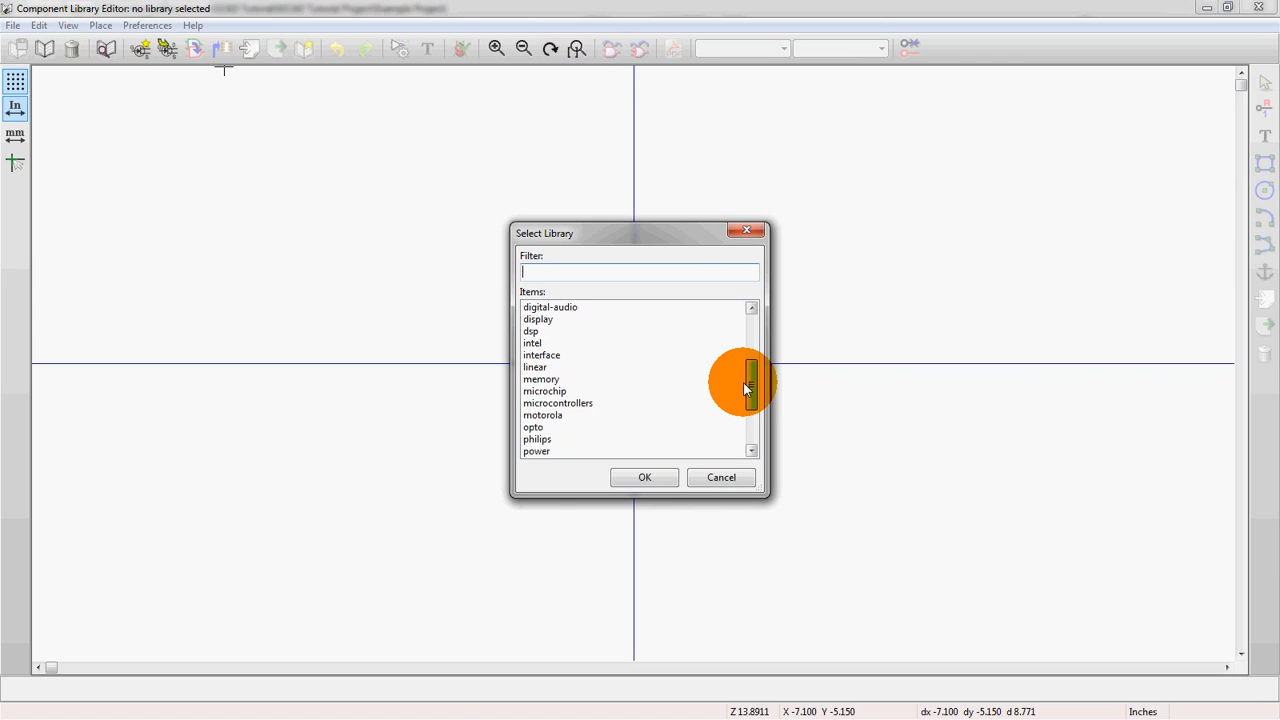 Component Library Editor: no library selected
File Edit View Place Preferences Help
In
mm
Select Library
Filter:
Items:
digital-audio
display
dsp
intel
interface
linear
memory
microchip
microcontrollers
motorola
opto
philips
power
OK Cancel
Z 13.8911 X -7.100 Y -5.150 dx -7.100 dy -5.150 d 8.771 Inches